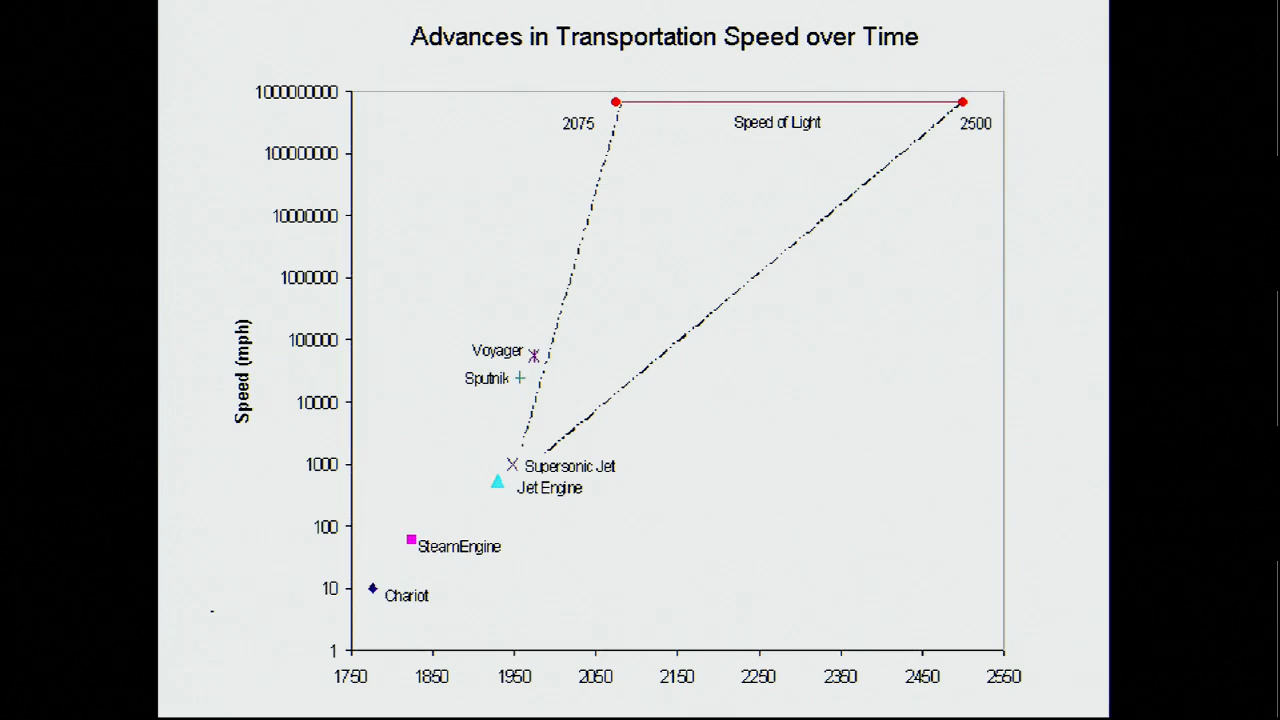 Advances in Transportation Speed over Time
1000000000
100000000
10000000
1000000
100000
10000
1000
100
10
1
Speed (mph)
2075
Speed of Light
2500
Voyager
Sputnik
Supersonic Jet
Jet Engine
Steam Engine
Chariot
1750 1850 1950 2050 2150 2250 2350 2450 2550